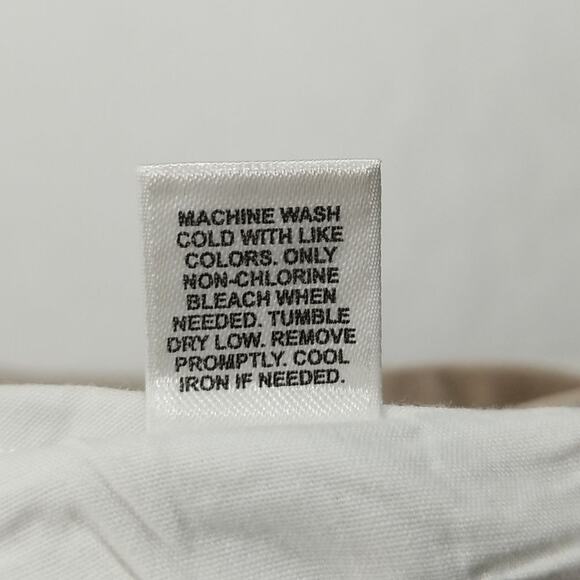 MACHINE WASH
COLD WITH LIKE
COLORS. ONLY
NON-CHLORINE
BLEACH WHEN
NEEDED. TUMBLE
DRY LOW. REMOVE
PROMPTLY. COOL
IRON IF NEEDED.